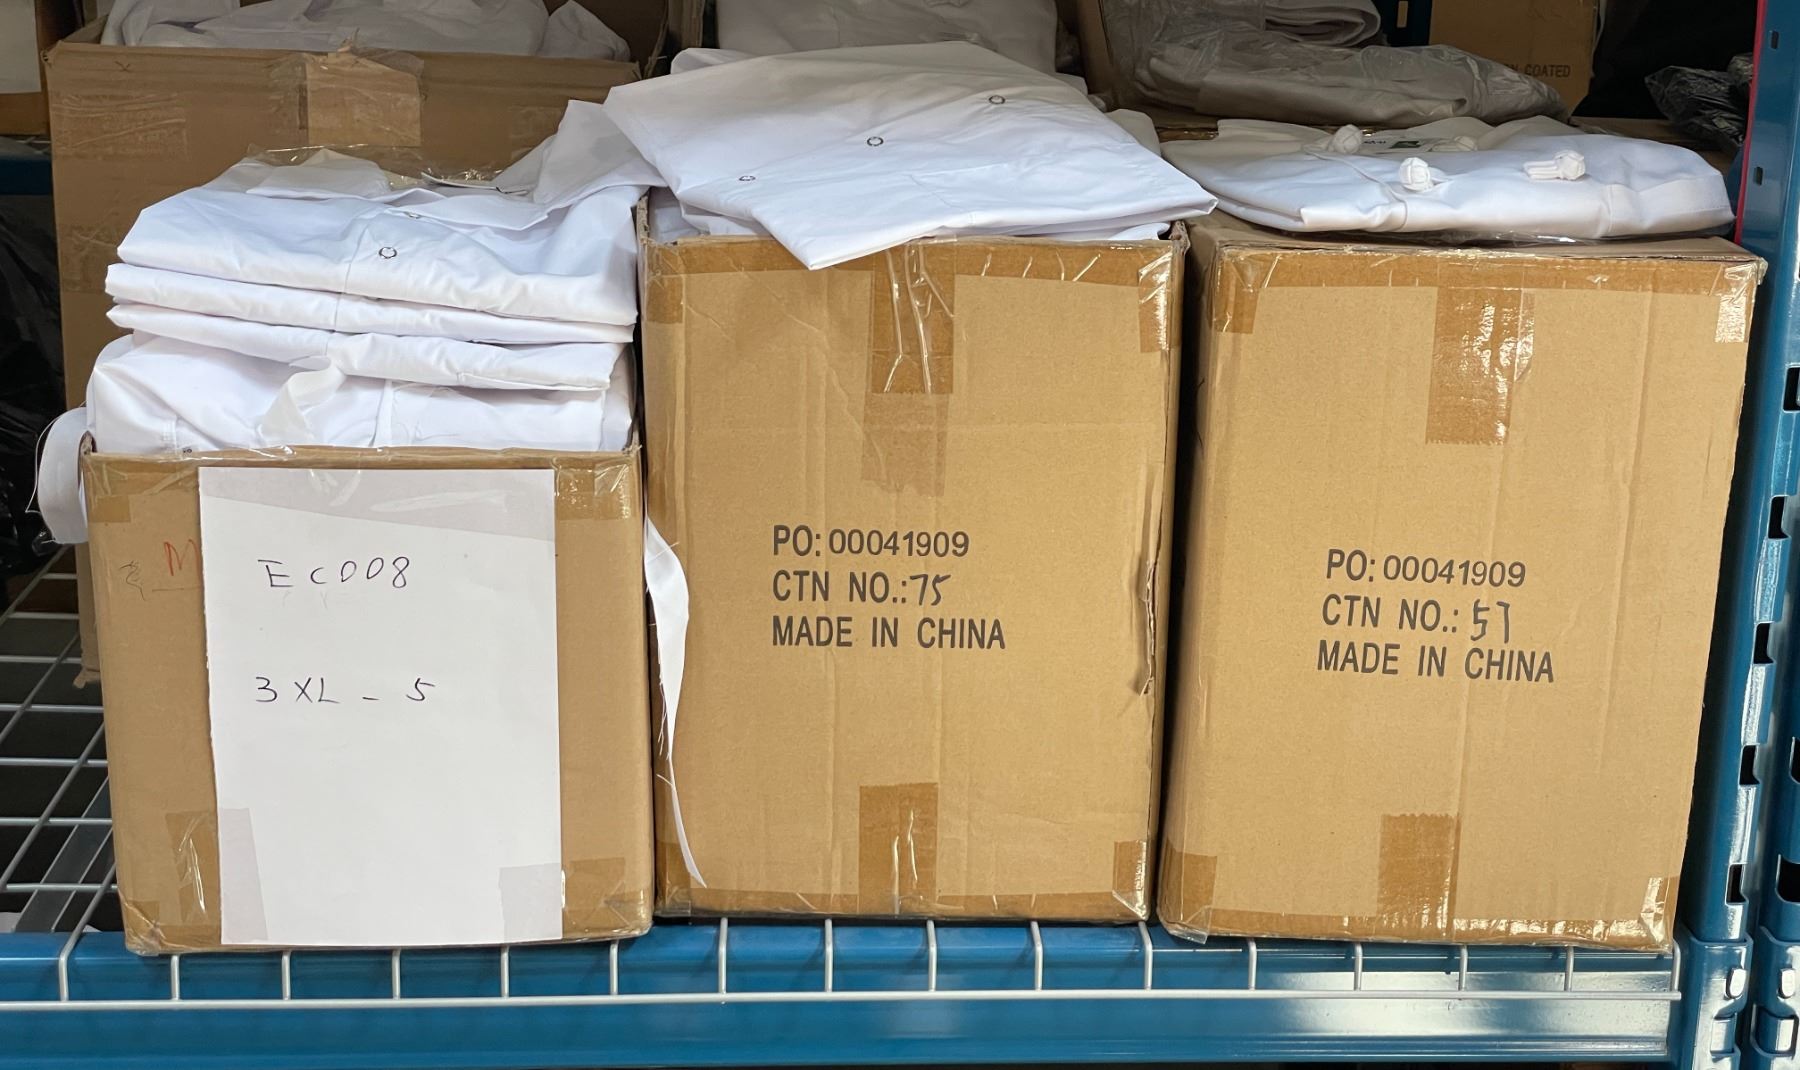 N COATED
M
EC008
3XL - 5
PO: 00041909
CTN NO.: 75
MADE IN CHINA
PO: 00041909
CTN NO.: 57
MADE IN CHINA